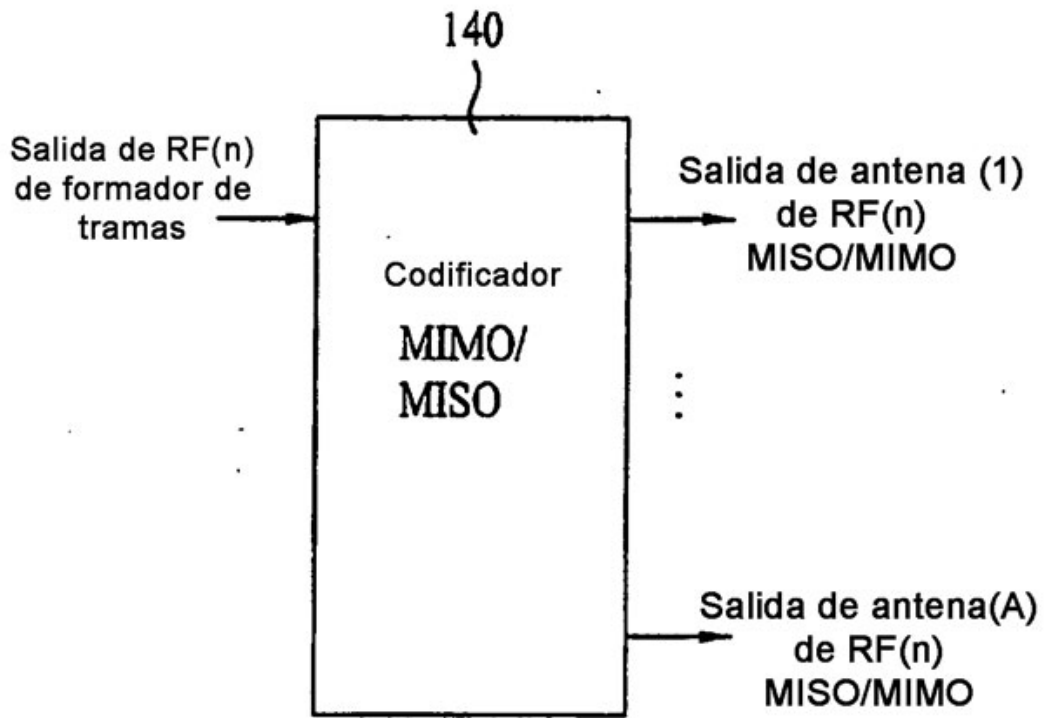 140
Salida de RF(n)
de formador de
tramas
Codificador
MIMO/
MISO
Salida de antena (1)
de RF(n)
MISO/MIMO
Salida de antena(A)
de RF(n)
MISO/MIMO